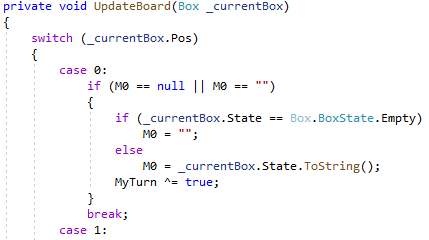 private void UpdateBoard(Box _currentBox)
{
switch (_currentBox.Pos)
{
case 0:
if (M0 == null || M0 == "")
{
if (_currentBox.State == Box.BoxState.Empty)
M0 = "";
else
M0 = _currentBox.State.ToString();
MyTurn ^= true;
}
break;
case 1: